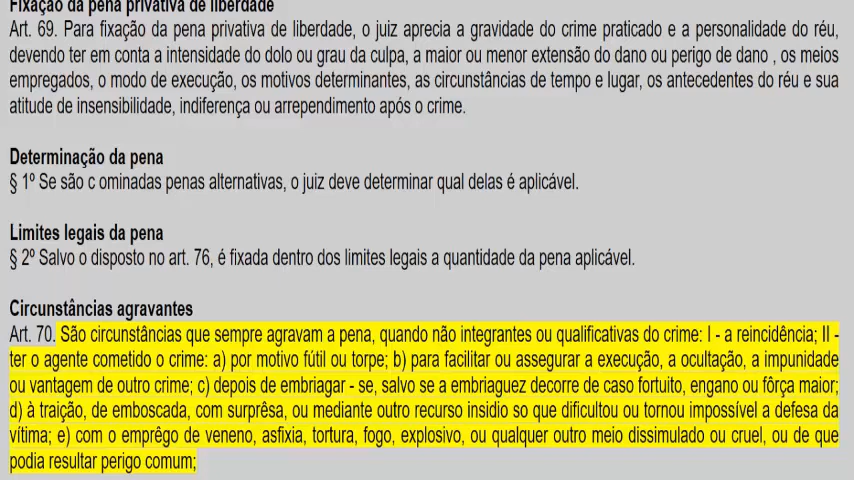 Fixação da pena privativa de liberdade
Art. 69. Para fixação da pena privativa de liberdade, o juiz aprecia a gravidade do crime praticado e a personalidade do réu,
devendo ter em conta a intensidade do dolo ou grau da culpa, a maior ou menor extensão do dano ou perigo de dano , os meios
empregados, o modo de execução, os motivos determinantes, as circunstâncias de tempo e lugar, os antecedentes do réu e sua
atitude de insensibilidade, indiferença ou arrependimento após o crime.
Determinação da pena
§ 1º Se são c ominadas penas alternativas, o juiz deve determinar qual delas é aplicável.
Limites legais da pena
§ 2º Salvo o disposto no art. 76, é fixada dentro dos limites legais a quantidade da pena aplicável.
Circunstâncias agravantes
Art. 70. São circunstâncias que sempre agravam a pena, quando não integrantes ou qualificativas do crime: I - a reincidência; II -
ter o agente cometido o crime: a) por motivo fútil ou torpe; b) para facilitar ou assegurar a execução, a ocultação, a impunidade
ou vantagem de outro crime; c) depois de embriagar - se, salvo se a embriaguez decorre de caso fortuito, engano ou fôrça maior;
d) à traição, de emboscada, com surprêsa, ou mediante outro recurso insidio so que dificultou ou tornou impossível a defesa da
vítima; e) com o emprêgo de veneno, asfixia, tortura, fogo, explosivo, ou qualquer outro meio dissimulado ou cruel, ou de que
podia resultar perigo comum;